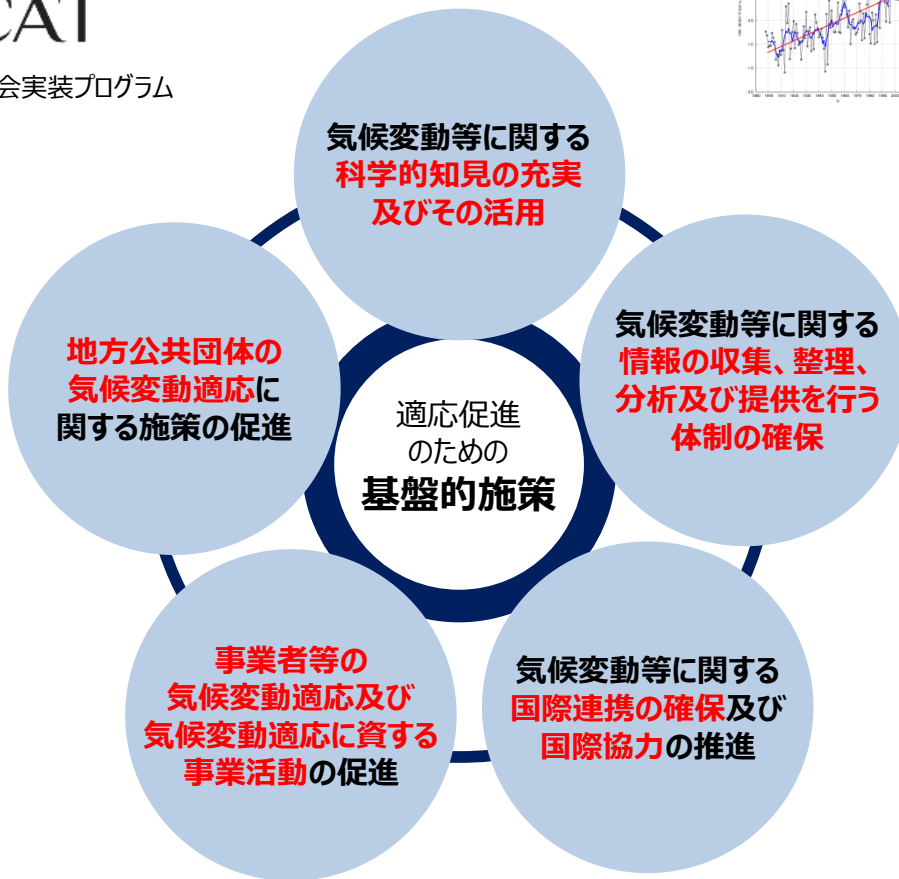 CAT
会実装プログラム
気候変動等に関する
科学的知見の充実
及びその活用
気候変動等に関する
情報の収集、整理、
分析及び提供を行う
体制の確保
地方公共団体の
気候変動適応に
関する施策の促進
適応促進
のための
基盤的施策
事業者等の
気候変動適応及び
気候変動適応に資する
事業活動の促進
気候変動等に関する
国際連携の確保及び
国際協力の推進